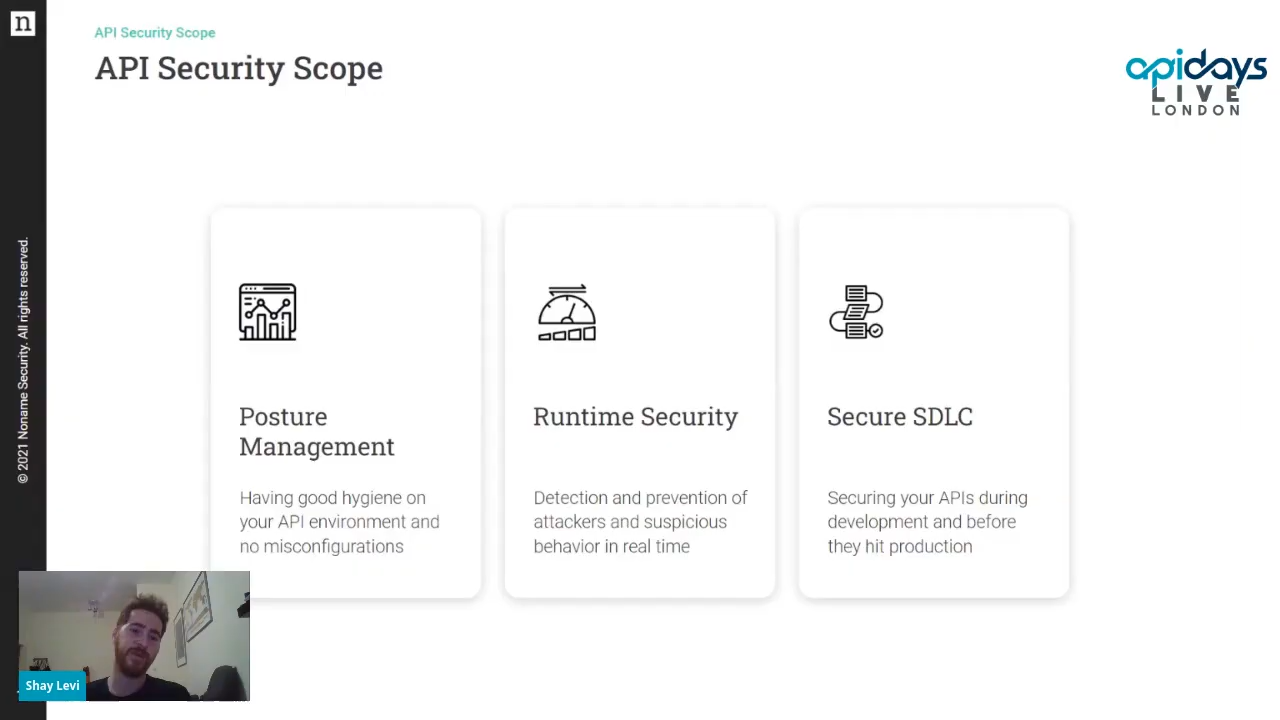 n
API Security Scope
API Security Scope
apidays
LIVE
LONDON
Posture
Management
Having good hygiene on
your API environment and
no misconfigurations
Runtime Security
Detection and prevention of
attackers and suspicious
behavior in real time
Secure SDLC
Securing your APIs during
development and before
they hit production
© 2021 Noname Security. All rights reserved.
Shay Levi